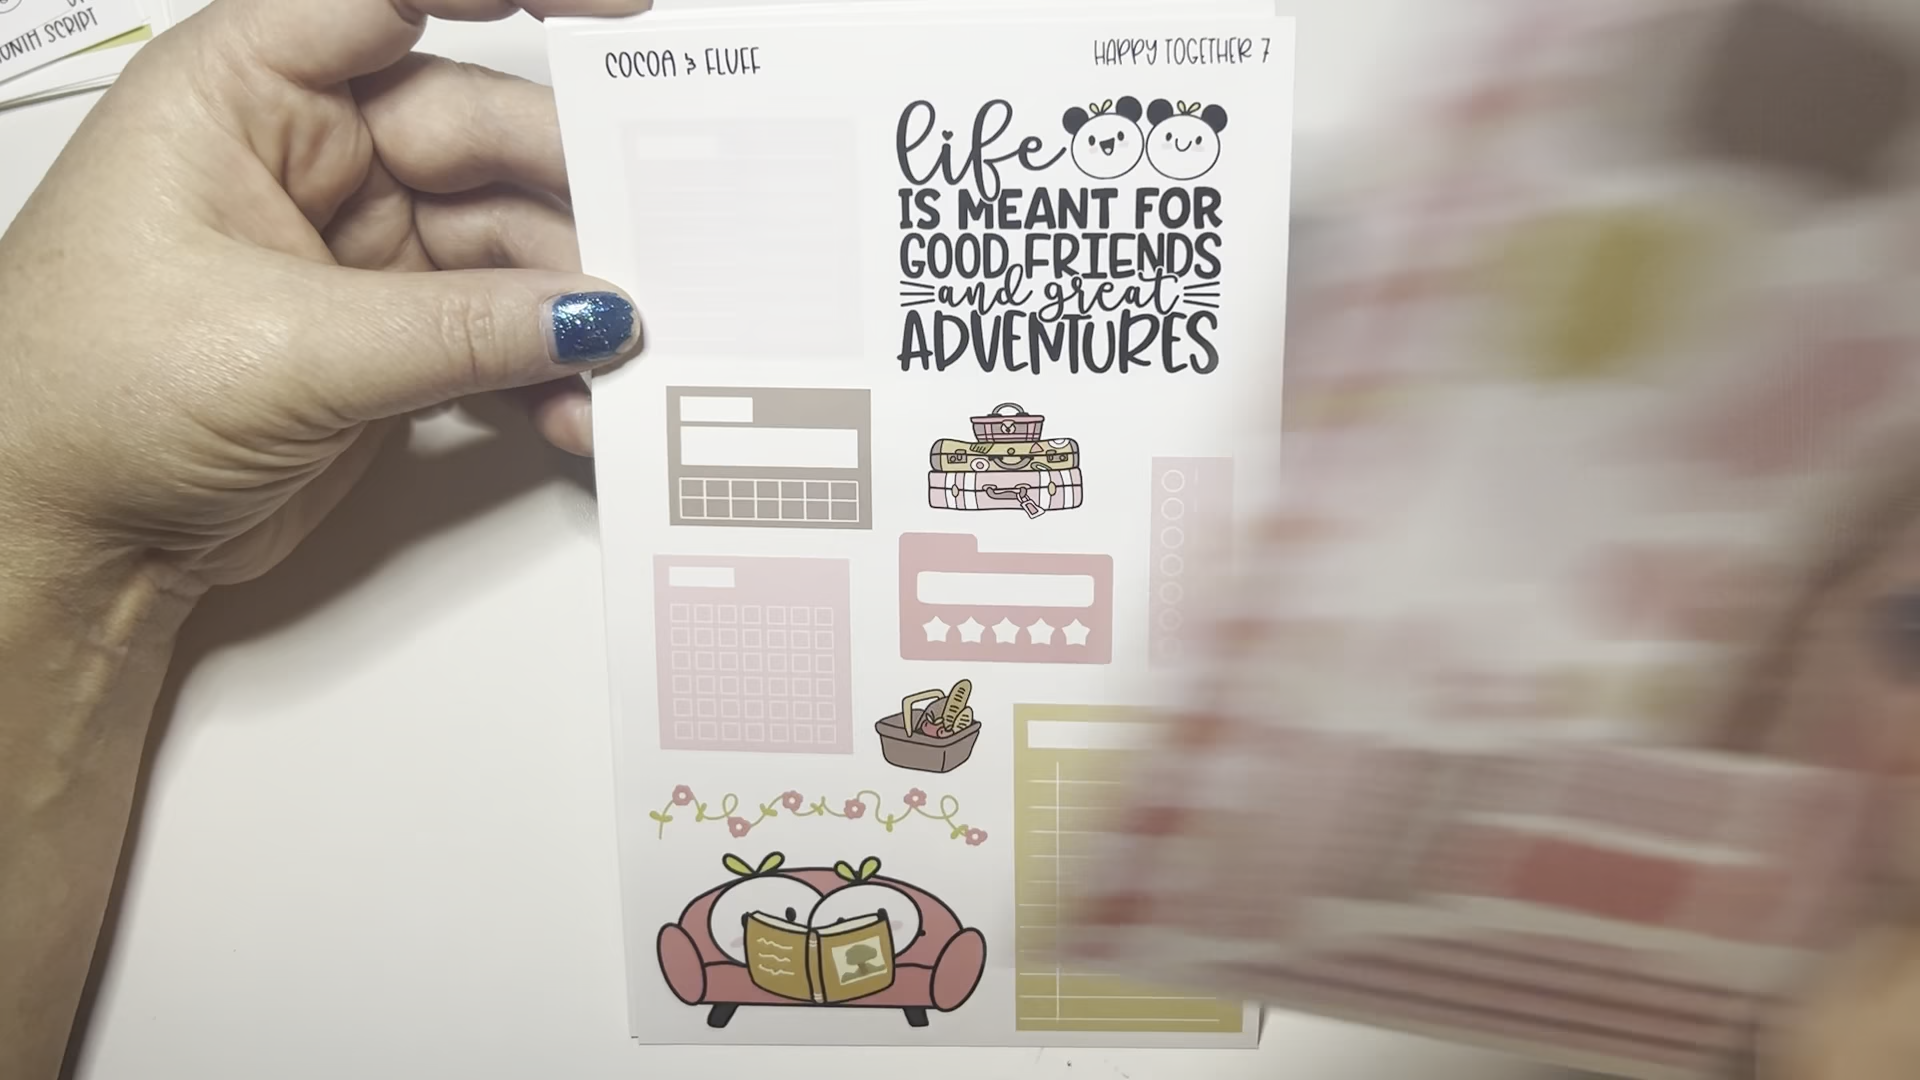 ONTH SCRIPT
COCOA & FLUFF
HAPPY TOGETHER 7
life
IS MEANT FOR
GOOD FRIENDS
and great
ADVENTURES